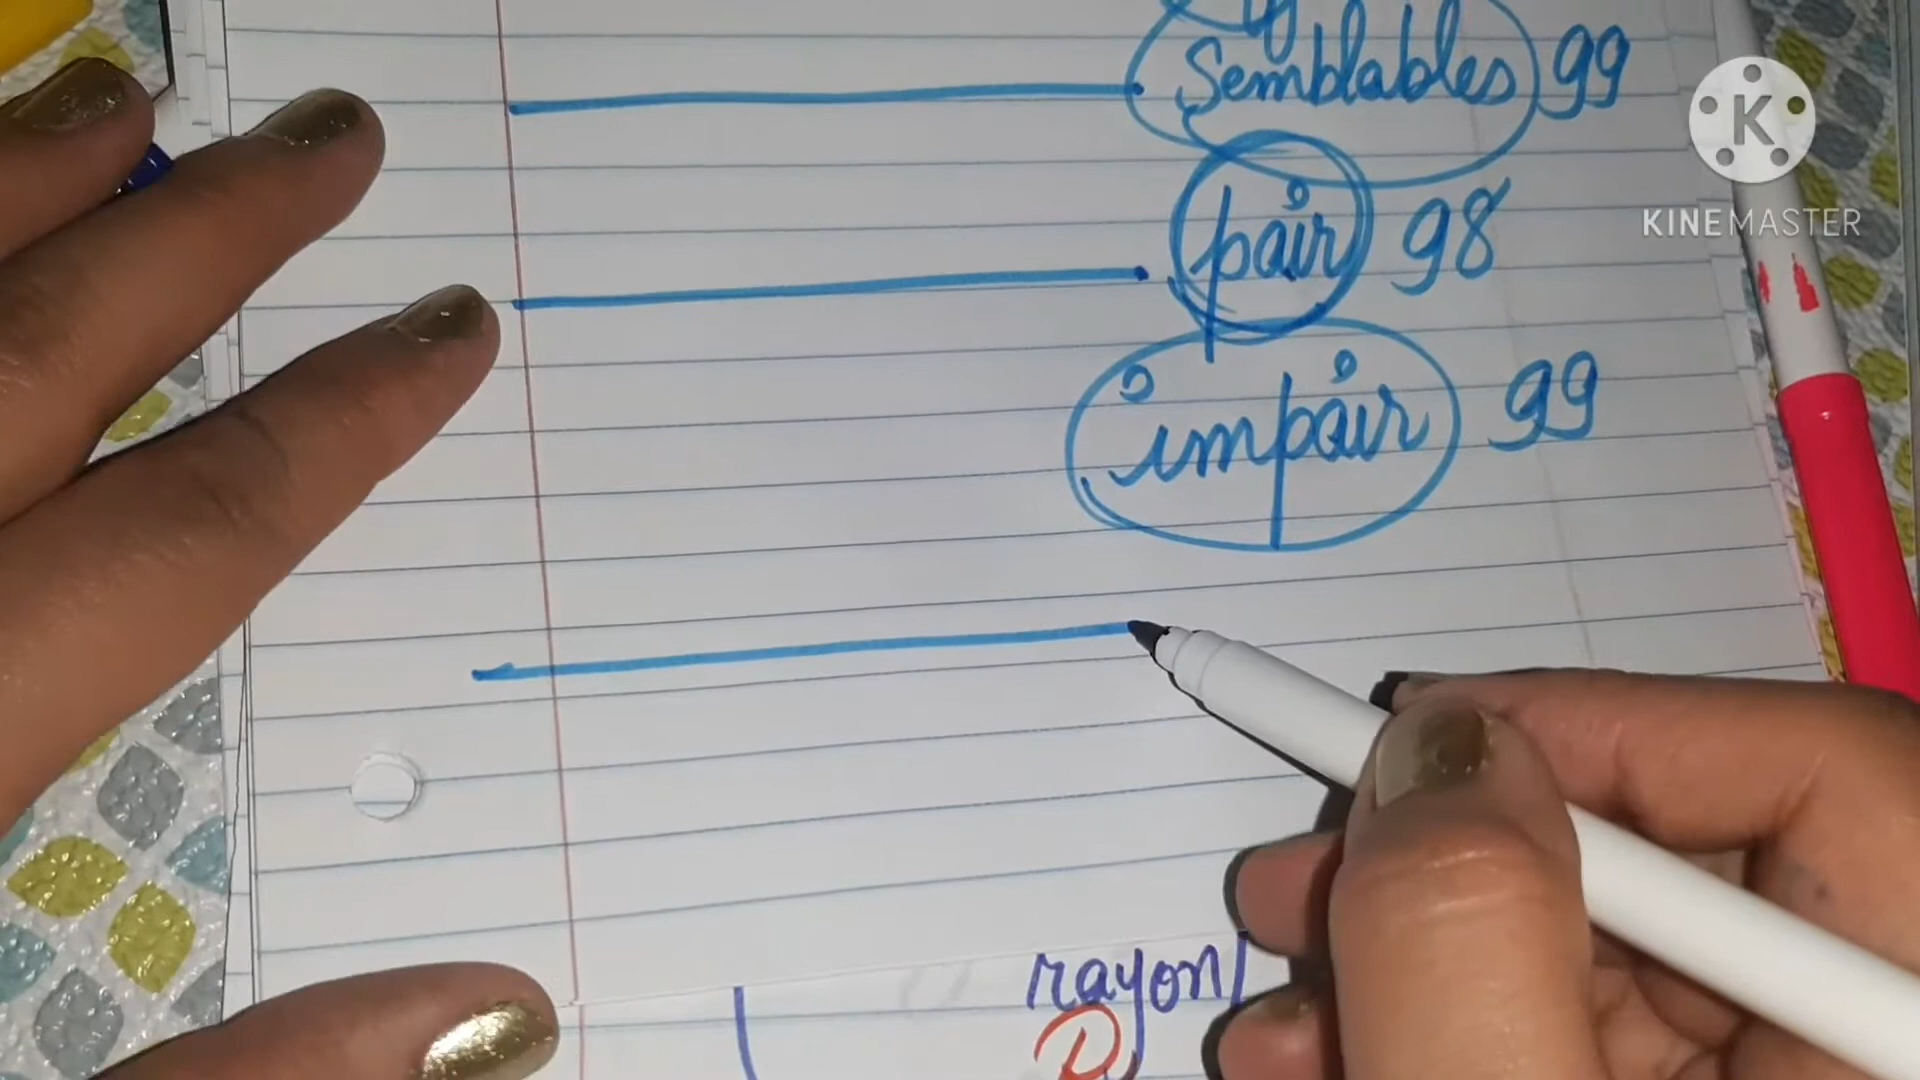 Semblables 99
pair 98
impair 99
rayon
K
KINEMASTER